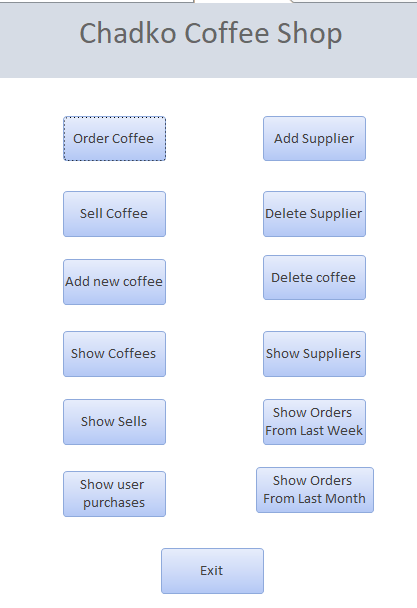 Chadko Coffee Shop
Order Coffee
Add Supplier
Sell Coffee
Delete Supplier
Add new coffee
Delete coffee
Show Coffees
Show Suppliers
Show Sells
Show Orders
From Last Week
Show user
purchases
Show Orders
From Last Month
Exit